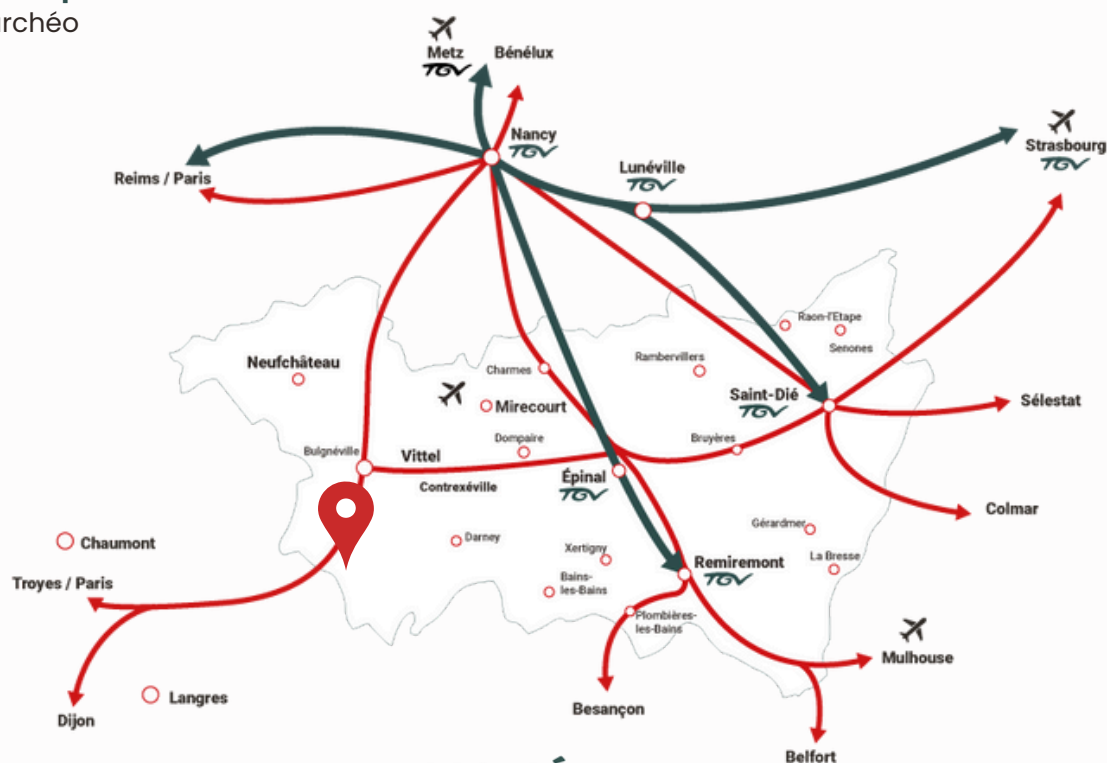 rchéo
Metz
TGV
Bénélux
Nancy
TGV
Lunéville
TGV
Strasbourg
TGV
Reims / Paris
Raon-l'Etape
Senones
Neufchâteau
Rambervillers
Charmes
Saint-Dié
TGV
Sélestat
Mirecourt
Dompaire
Bruyères
Bulgnéville
Vittel
Contrexéville
Épinal
TGV
Colmar
Gérardmer
Chaumont
Darney
Xertigny
La Bresse
Remiremont
TGV
Troyes / Paris
Bains-
les-Bains
Plombières-
les-Bains
Mulhouse
Langres
Besançon
Dijon
Belfort